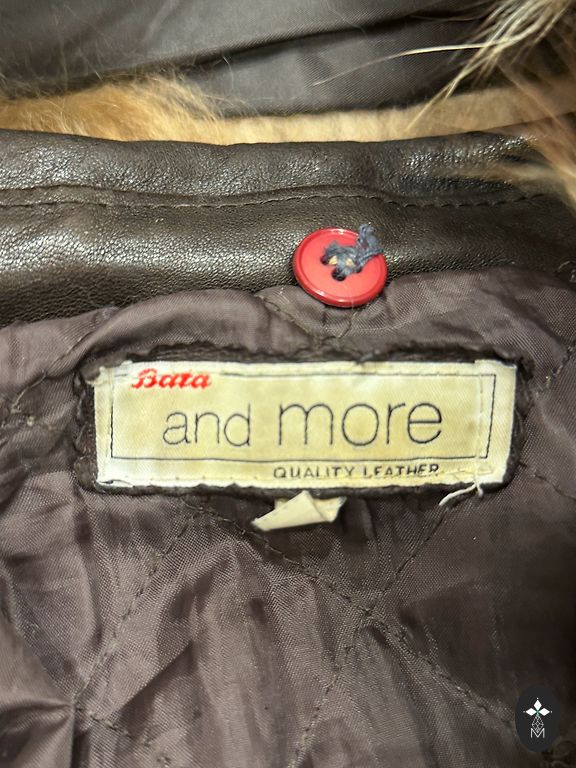 Bata
and more
QUALITY LEATHER
M